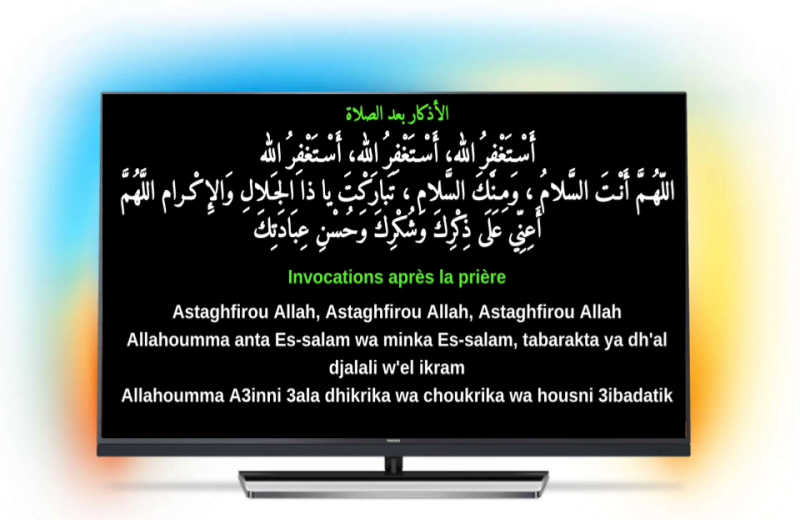 الأذكار بعد الصلاة
أَسْتَغْفِرُ الله، أَسْتَغْفِرُ الله، أَسْتَغْفِرُ الله
اللّهُمَّ أَنْتَ السَّلامُ ، وَمِنْكَ السَّلام ، تَبارَكْتَ يا ذا الجَلالِ وَالإِكْرام اللَّهُمَّ
أَعِنِّي عَلَى ذِكْرِكَ وَشُكْرِكَ وَحُسْنِ عِبَادَتِكَ
Invocations après la prière
Astaghfirou Allah, Astaghfirou Allah, Astaghfirou Allah
Allahoumma anta Es-salam wa minka Es-salam, tabarakta ya dh'al
djalali w'el ikram
Allahoumma A3inni 3ala dhikrika wa choukrika wa housni 3ibadatik